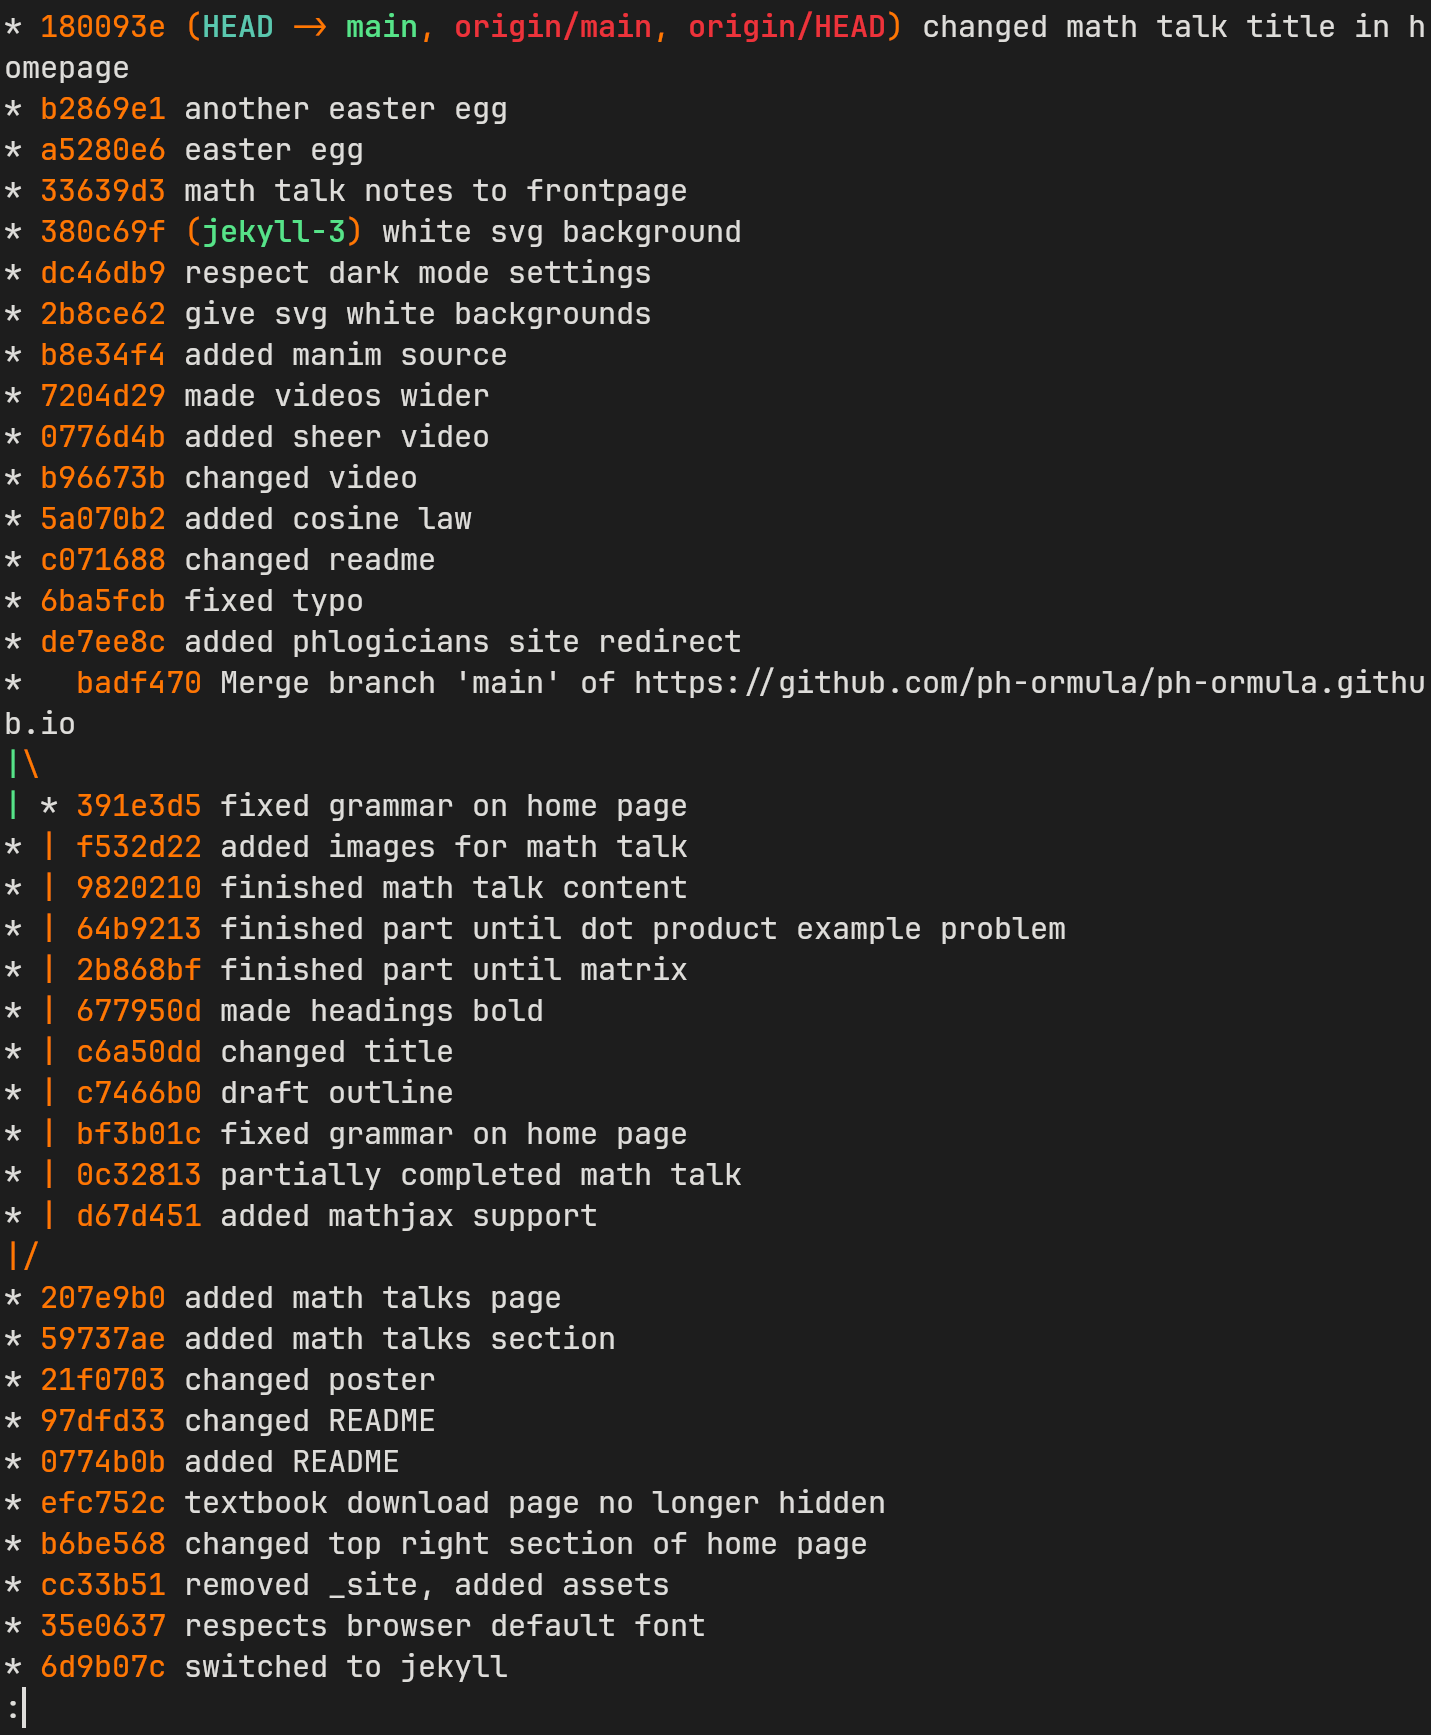 * 180093e (HEAD -> main, origin/main, origin/HEAD) changed math talk title in h
omepage
* b2869e1 another easter egg
* a5280e6 easter egg
* 33639d3 math talk notes to frontpage
* 380c69f (jekyll-3) white svg background
* dc46db9 respect dark mode settings
* 2b8ce62 give svg white backgrounds
* b8e34f4 added manim source
* 7204d29 made videos wider
* 0776d4b added sheer video
* b96673b changed video
* 5a070b2 added cosine law
* c071688 changed readme
* 6ba5fcb fixed typo
* de7ee8c added phlogicians site redirect
*   badf470 Merge branch 'main' of https://github.com/ph-ormula/ph-ormula.githu
b.io
|\
| * 391e3d5 fixed grammar on home page
* | f532d22 added images for math talk
* | 9820210 finished math talk content
* | 64b9213 finished part until dot product example problem
* | 2b868bf finished part until matrix
* | 677950d made headings bold
* | c6a50dd changed title
* | c7466b0 draft outline
* | bf3b01c fixed grammar on home page
* | 0c32813 partially completed math talk
* | d67d451 added mathjax support
|/
* 207e9b0 added math talks page
* 59737ae added math talks section
* 21f0703 changed poster
* 97dfd33 changed README
* 0774b0b added README
* efc752c textbook download page no longer hidden
* b6be568 changed top right section of home page
* cc33b51 removed _site, added assets
* 35e0637 respects browser default font
* 6d9b07c switched to jekyll
: